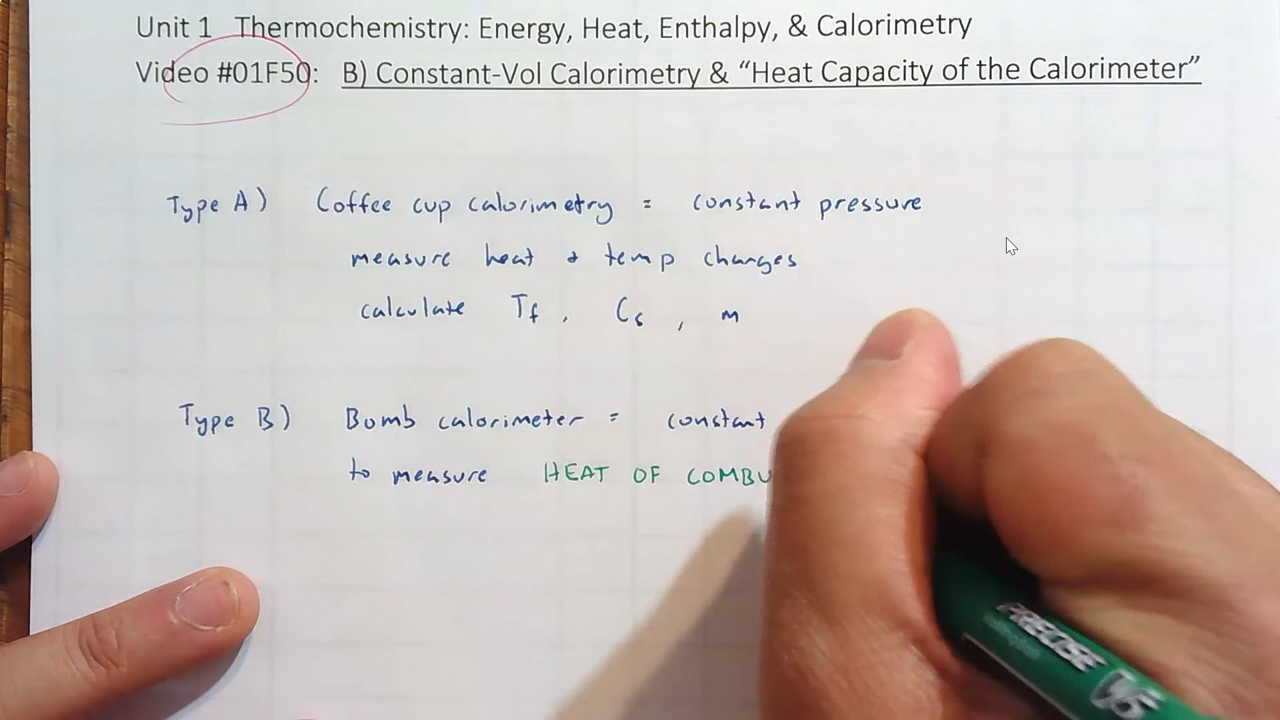 Unit 1 Thermochemistry: Energy, Heat, Enthalpy, & Calorimetry
Video #01F50: B) Constant-Vol Calorimetry & “Heat Capacity of the Calorimeter”
Type A) Coffee cup calorimetry = constant pressure
measure heat + temp changes
calculate Tf, Cs, m
Type B) Bomb calorimeter = constant
to measure HEAT OF COMBU
PRECISE V5